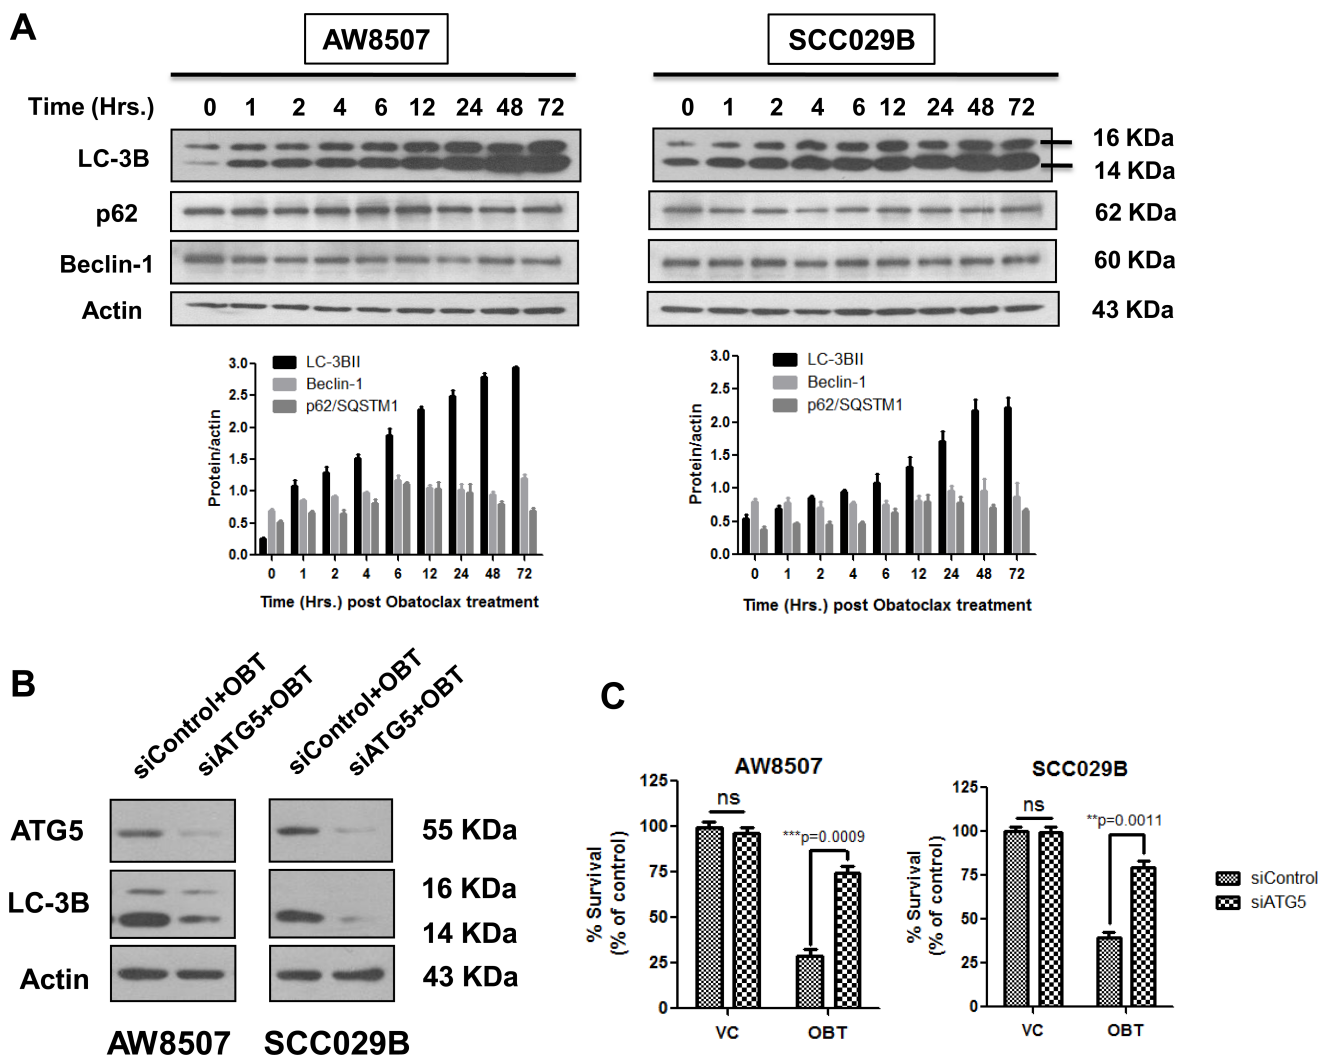 A
AW8507
SCC029B
Time (Hrs.) 0 1 2 4 6 12 24 48 72
0 1 2 4 6 12 24 48 72
LC-3B
16 KDa
14 KDa
p62
62 KDa
Beclin-1
60 KDa
Actin
43 KDa
Protein/actin
3.0
2.5
2.0
1.5
1.0
0.5
0.0
LC-3BII
Beclin-1
p62/SQSTM1
0 1 2 4 6 12 24 48 72
Time (Hrs.) post Obatoclax treatment
Protein/actin
3.0
2.5
2.0
1.5
1.0
0.5
0.0
LC-3BII
Beclin-1
p62/SQSTM1
0 1 2 4 6 12 24 48 72
Time (Hrs.) post Obatoclax treatment
B
siControl+OBT
siATG5+OBT
siControl+OBT
siATG5+OBT
ATG5
55 KDa
LC-3B
16 KDa
14 KDa
Actin
43 KDa
AW8507
SCC029B
C
AW8507
% Survival
(% of control)
125
100
75
50
25
0
ns
***p=0.0009
VC
OBT
SCC029B
% Survival
(% of control)
125
100
75
50
25
0
ns
**p=0.0011
VC
OBT
siControl
siATG5